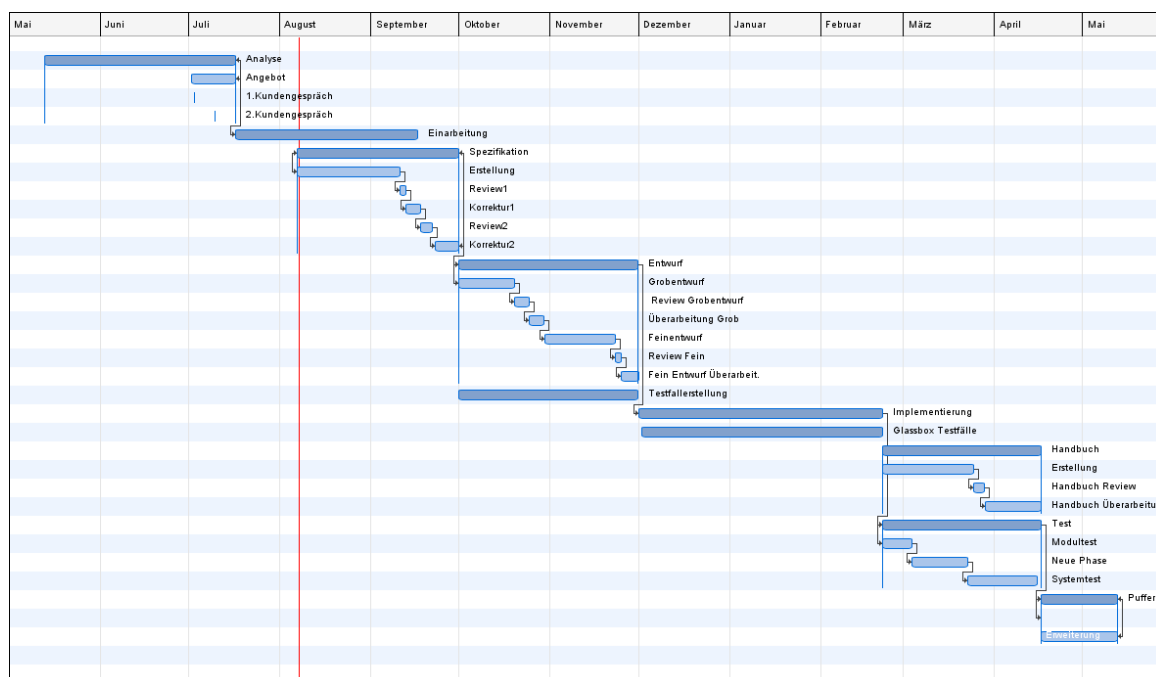 Mai Juni Juli August September Oktober November Dezember Januar Februar März April Mai
Analyse
Angebot
1.Kundengespräch
2.Kundengespräch
Einarbeitung
Spezifikation
Erstellung
Review1
Korrektur1
Review2
Korrektur2
Entwurf
Grobentwurf
Review Grobentwurf
Überarbeitung Grob
Feinentwurf
Review Fein
Fein Entwurf Überarbeit.
Testfallerstellung
Implementierung
Glassbox Testfälle
Handbuch
Erstellung
Handbuch Review
Handbuch Überarbeitu
Test
Modultest
Neue Phase
Systemtest
Puffer
Erweiterung